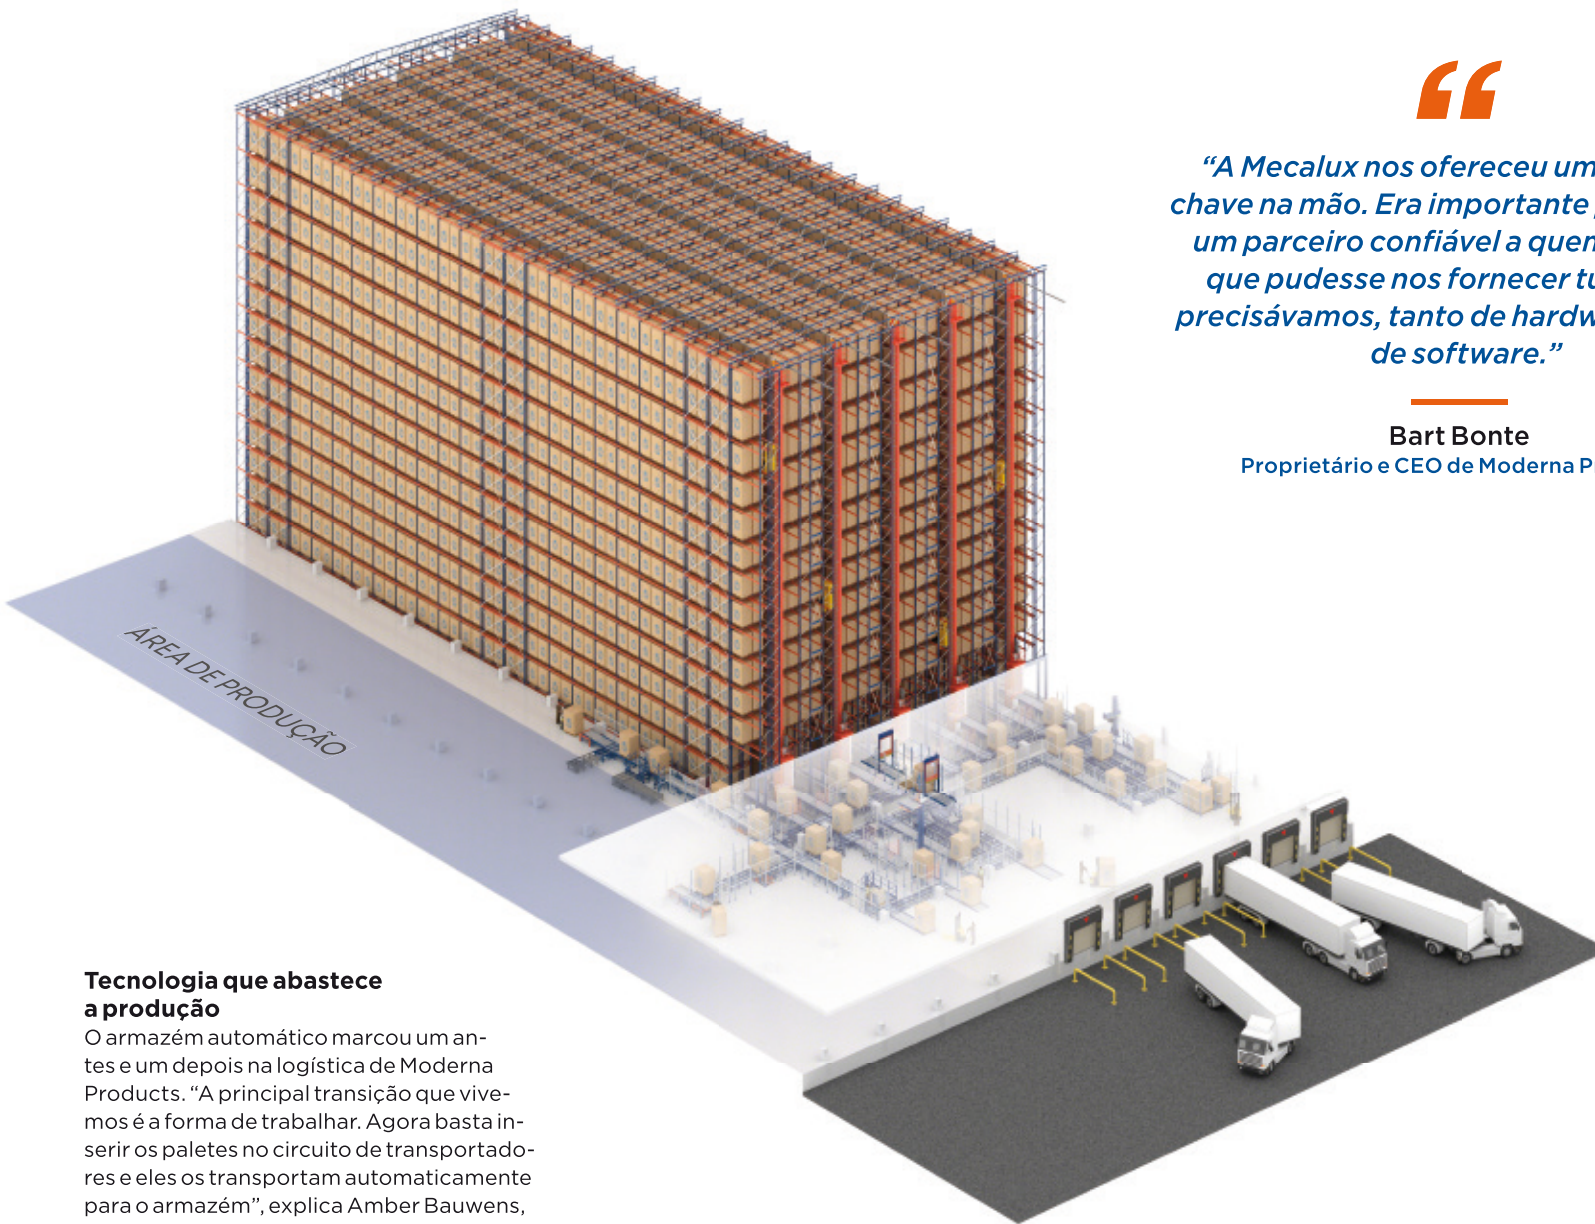 “
“A Mecalux nos ofereceu um
chave na mão. Era importante
um parceiro confiável a
que pudesse nos fornecer
precisávamos, tanto de
de software.”
Bart Bonte
Proprietário e CEO de Moderna
ÁREA DE PRODUÇÃO
Tecnologia que abastece
a produção
O armazém automático marcou um an-
tes e um depois na logística de Moderna
Products. “A principal transição que vive-
mos é a forma de trabalhar. Agora basta in-
serir os paletes no circuito de transportado-
res e eles os transportam automaticamente
para o armazém”, explica Amber Bauwens,